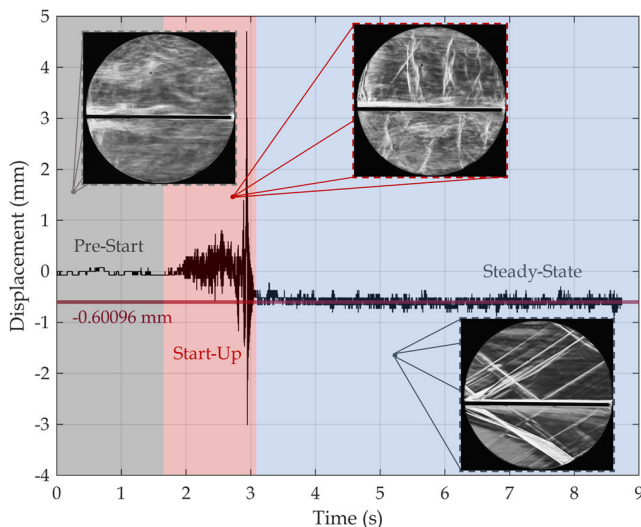 5
4
3
2
1
0
-1
-2
-3
-4
Displacement (mm)
Pre-Start
Steady-State
-0.60096 mm
Start-Up
0 1 2 3 4 5 6 7 8 9
Time (s)